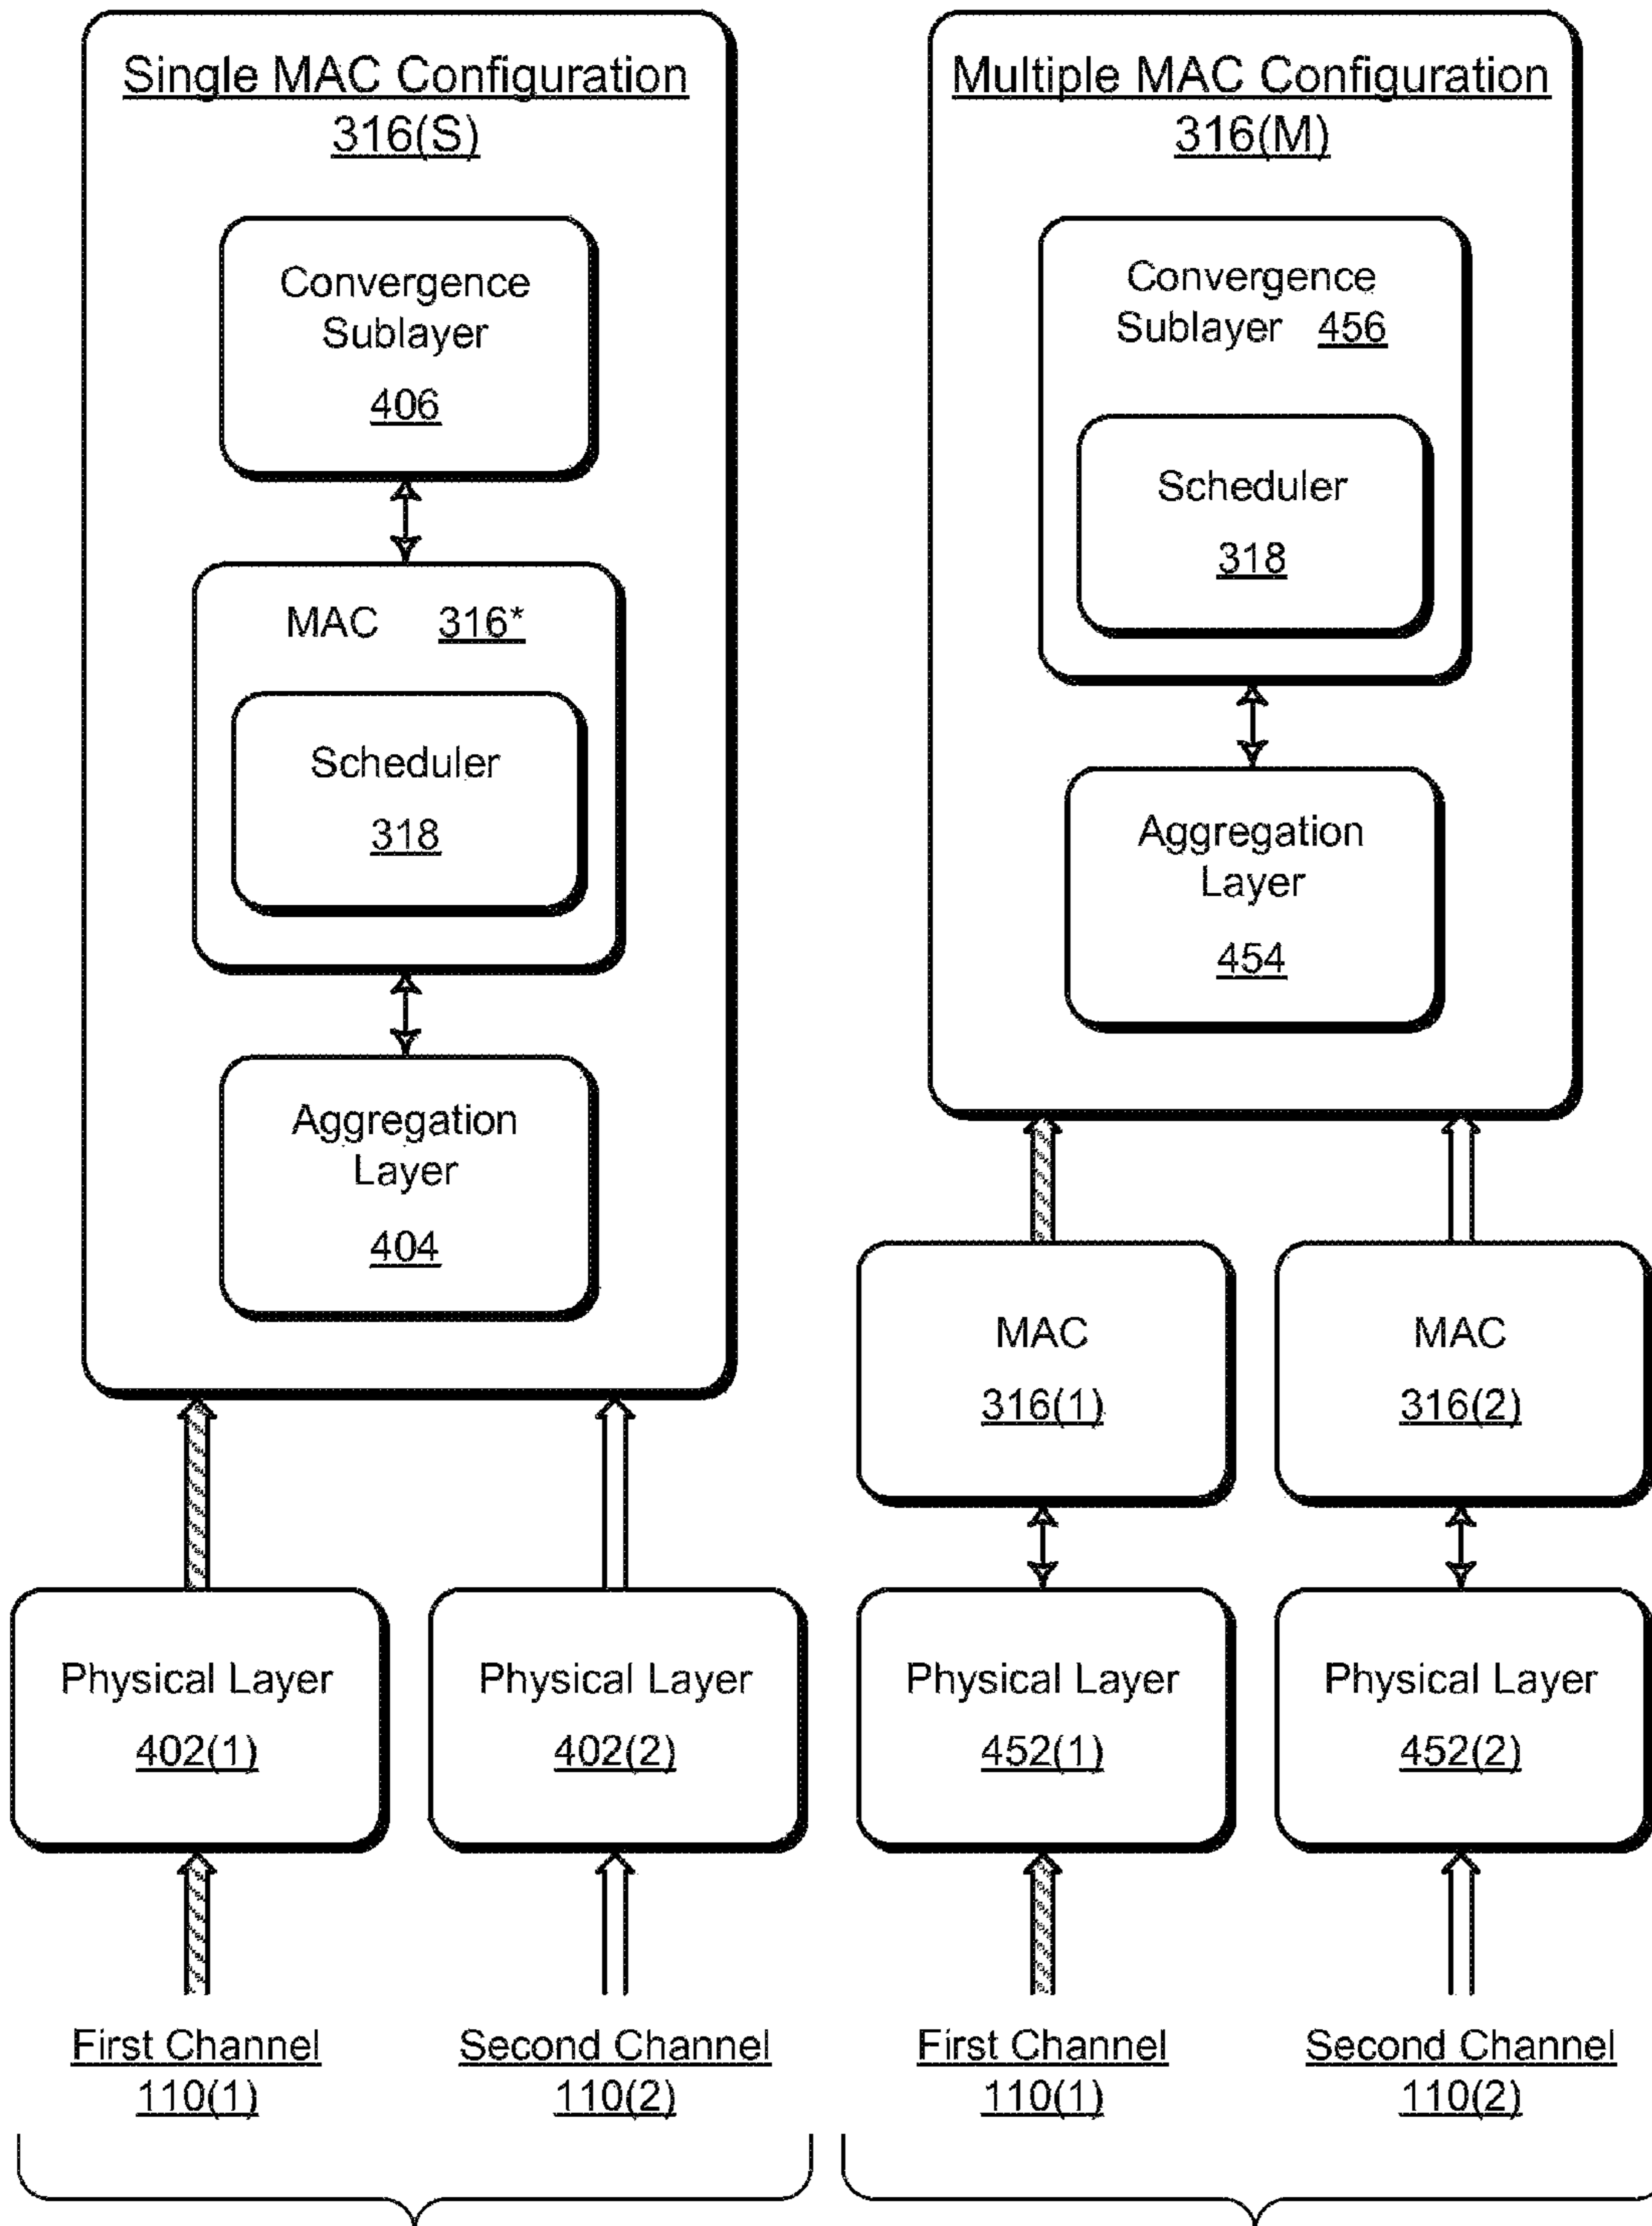 Single MAC Configuration
316(S)
Convergence
Sublayer
406
MAC 316*
Scheduler
318
Aggregation
Layer
404
Physical Layer
402(1)
Physical Layer
402(2)
First Channel
110(1)
Second Channel
110(2)
Multiple MAC Configuration
316(M)
Convergence
Sublayer 456
Scheduler
318
Aggregation
Layer
454
MAC
316(1)
MAC
316(2)
Physical Layer
452(1)
Physical Layer
452(2)
First Channel
110(1)
Second Channel
110(2)